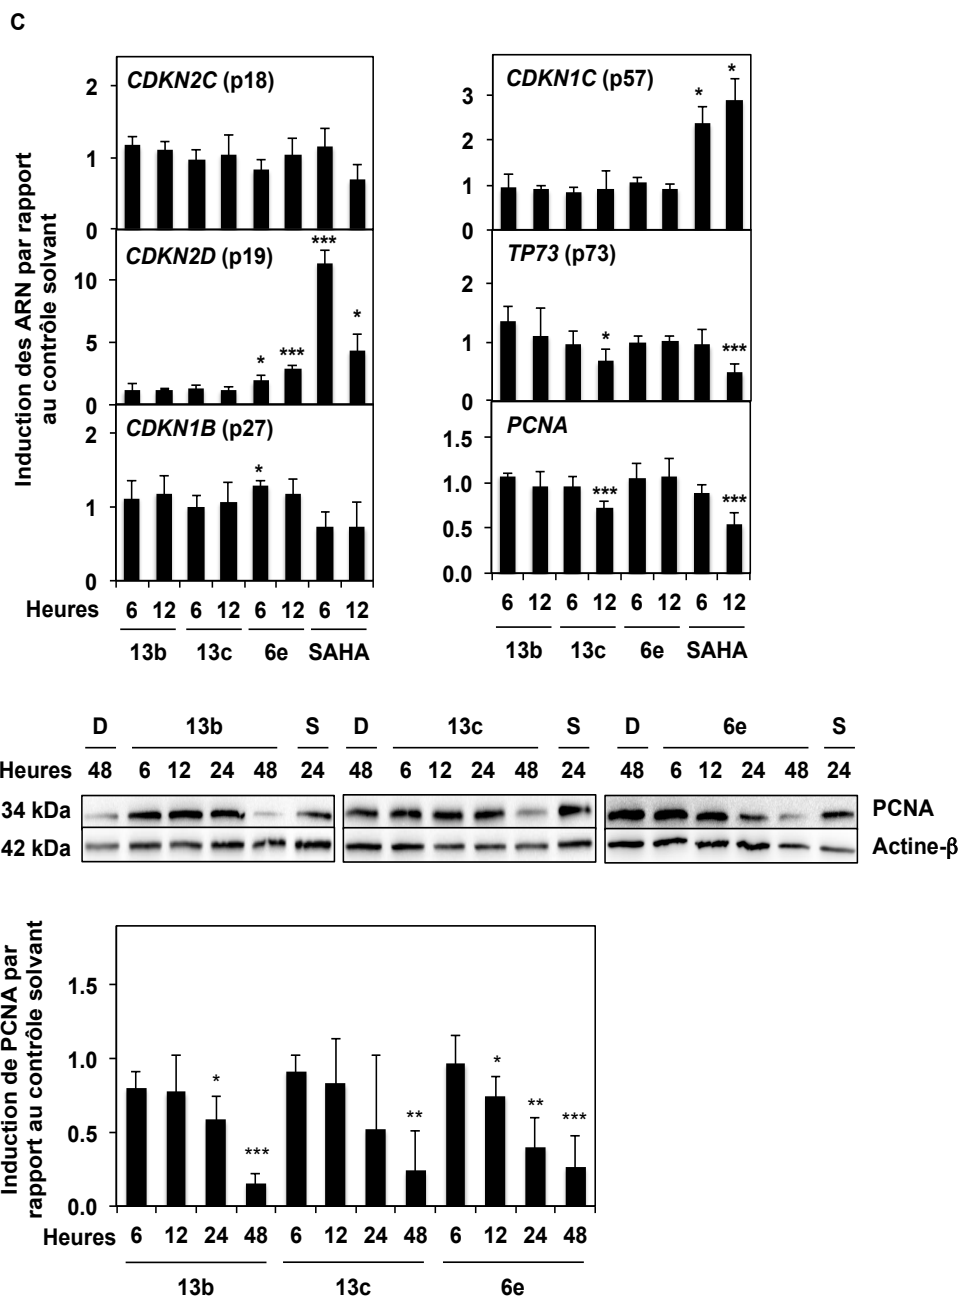 C
Induction des ARN par rapport
au contrôle solvant
CDKN2C (p18)
2
1
0
***
CDKN2D (p19)
10
5
0
*
***
*
CDKN1B (p27)
2
1
0
*
Heures 6 12 6 12 6 12 6 12
13b 13c 6e SAHA
CDKN1C (p57)
3
2
1
0
*
*
TP73 (p73)
2
1
0
*
***
PCNA
1.5
1.0
0.5
0.0
***
***
6 12 6 12 6 12 6 12
13b 13c 6e SAHA
D 13b S D 13c S D 6e S
Heures 48 6 12 24 48 24 48 6 12 24 48 24 48 6 12 24 48 24
34 kDa PCNA
42 kDa Actine-β
Induction de PCNA par
rapport au contrôle solvant
1.5
1.0
0.5
0.0
*
***
**
*
**
***
Heures 6 12 24 48 6 12 24 48 6 12 24 48
13b 13c 6e